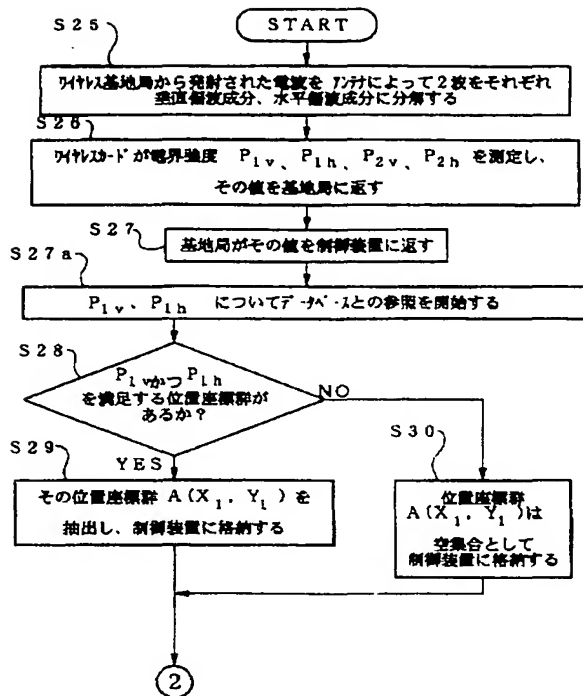 START
S25
ワイヤレス基地局から発射された電波をアンテナによって2波をそれぞれ
垂直偏波成分、水平偏波成分に分解する
S26
ワイヤレスカードが電界強度 P1v、P1h、P2v、P2h を測定し、
その値を基地局に返す
S27
基地局がその値を制御装置に返す
S27a
P1v、P1h についてデータベースとの参照を開始する
S28
P1vかつP1h
を満足する位置座標群が
あるか？
NO
YES
S29
その位置座標群 A(X1, Y1) を
抽出し、制御装置に格納する
S30
位置座標群
A(X1, Y1)は
空集合として
制御装置に格納する
2